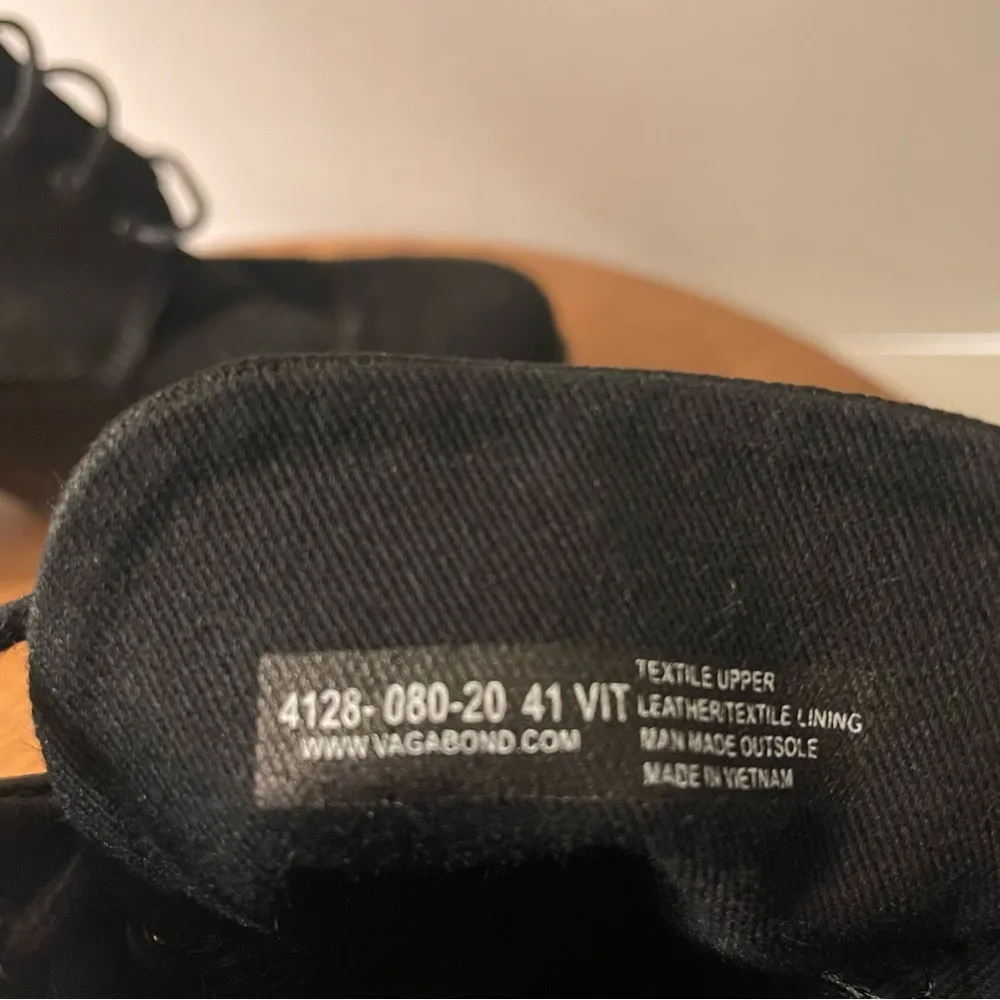 4128-080-20 41 VIT
WWW.VAGABOND.COM
TEXTILE UPPER
LEATHER/TEXTILE LINING
MAN MADE OUTSOLE
MADE IN VIETNAM